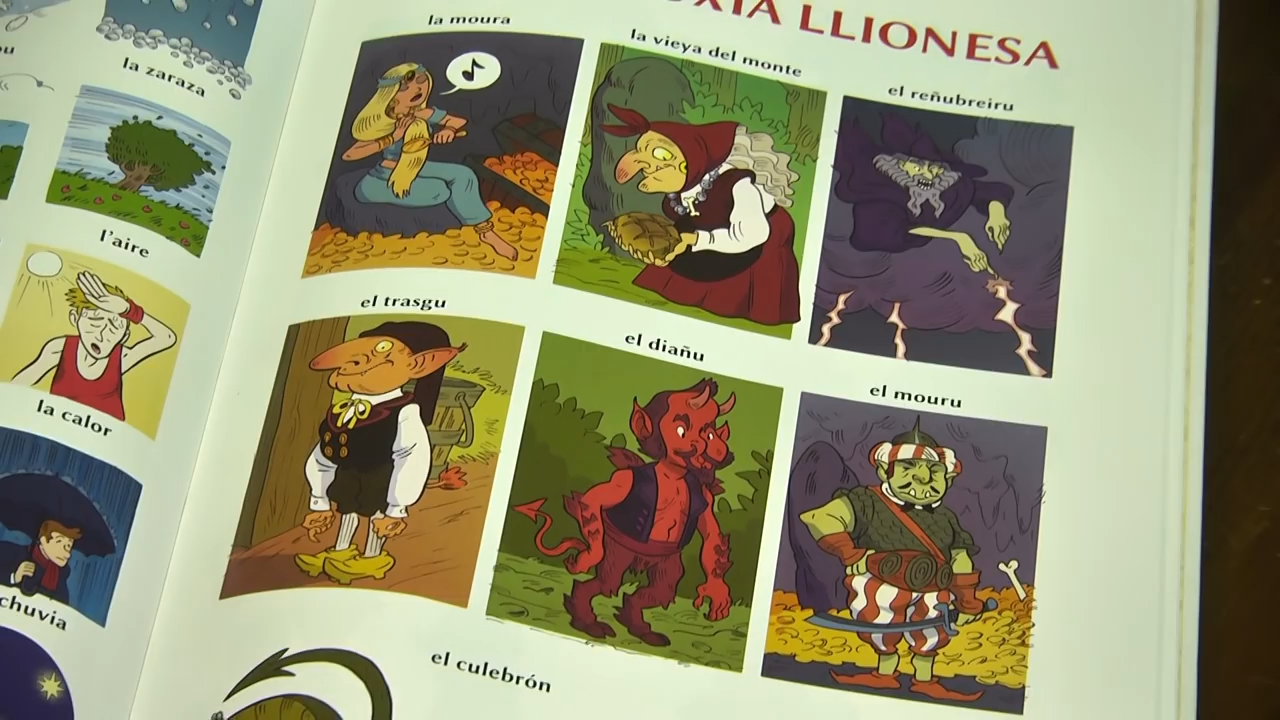 la zaraza
l'aire
la calor
chuvia
LLIONESA
la moura
la vieya del monte
el reñubreiru
el trasgu
el diañu
el mouru
el culebrón